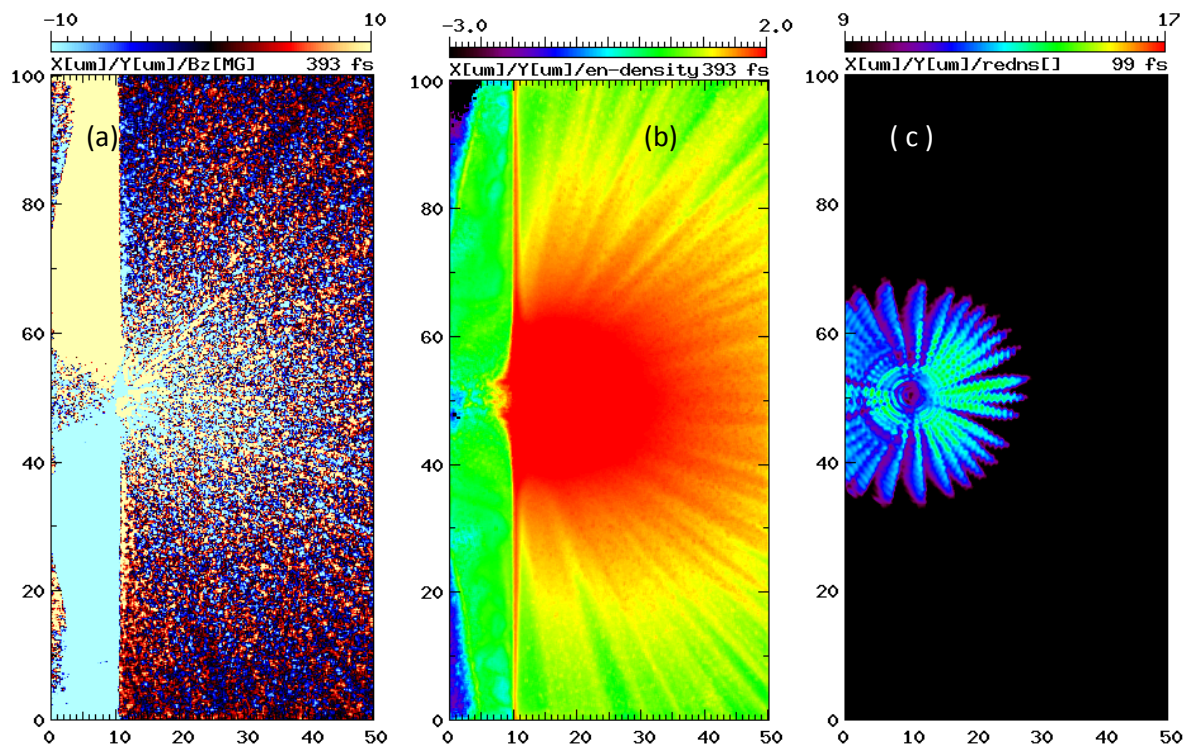 -10 10
X[um]/Y[um]/Bz[MG] 393 fs
100
80
60
40
20
0
0 10 20 30 40 50
(a)
-3.0 2.0
X[um]/Y[um]/en-density 393 fs
100
80
60
40
20
0
0 10 20 30 40 50
(b)
9 17
X[um]/Y[um]/redns[] 99 fs
100
80
60
40
20
0
0 10 20 30 40 50
( c )